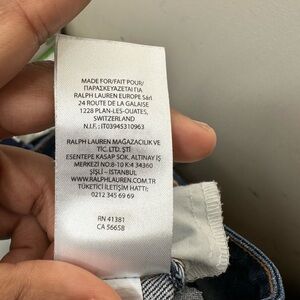 MADE FOR/FAIT POUR/
ΠΑΡΑΣΚΕΥΑΖΕΤΑΙ ΓΙΑ
RALPH LAUREN EUROPE Sàrl
24 ROUTE DE LA GALAISE
1228 PLAN-LES-OUATES,
SWITZERLAND
N.I.F. :IT03945310963
RALPH LAUREN MAĞAZACILIK VE
TİC. LTD. ŞTİ
ESENTEPE KASAP SOK. ALTINAY İŞ
MERKEZİ NO:8-10 K:4 34360
ŞİŞLİ – İSTANBUL
WWW.RALPHLAUREN.COM.TR
TÜKETİCİ İLETİŞİM HATTI:
0212 345 69 69
RN 41381
CA 56658